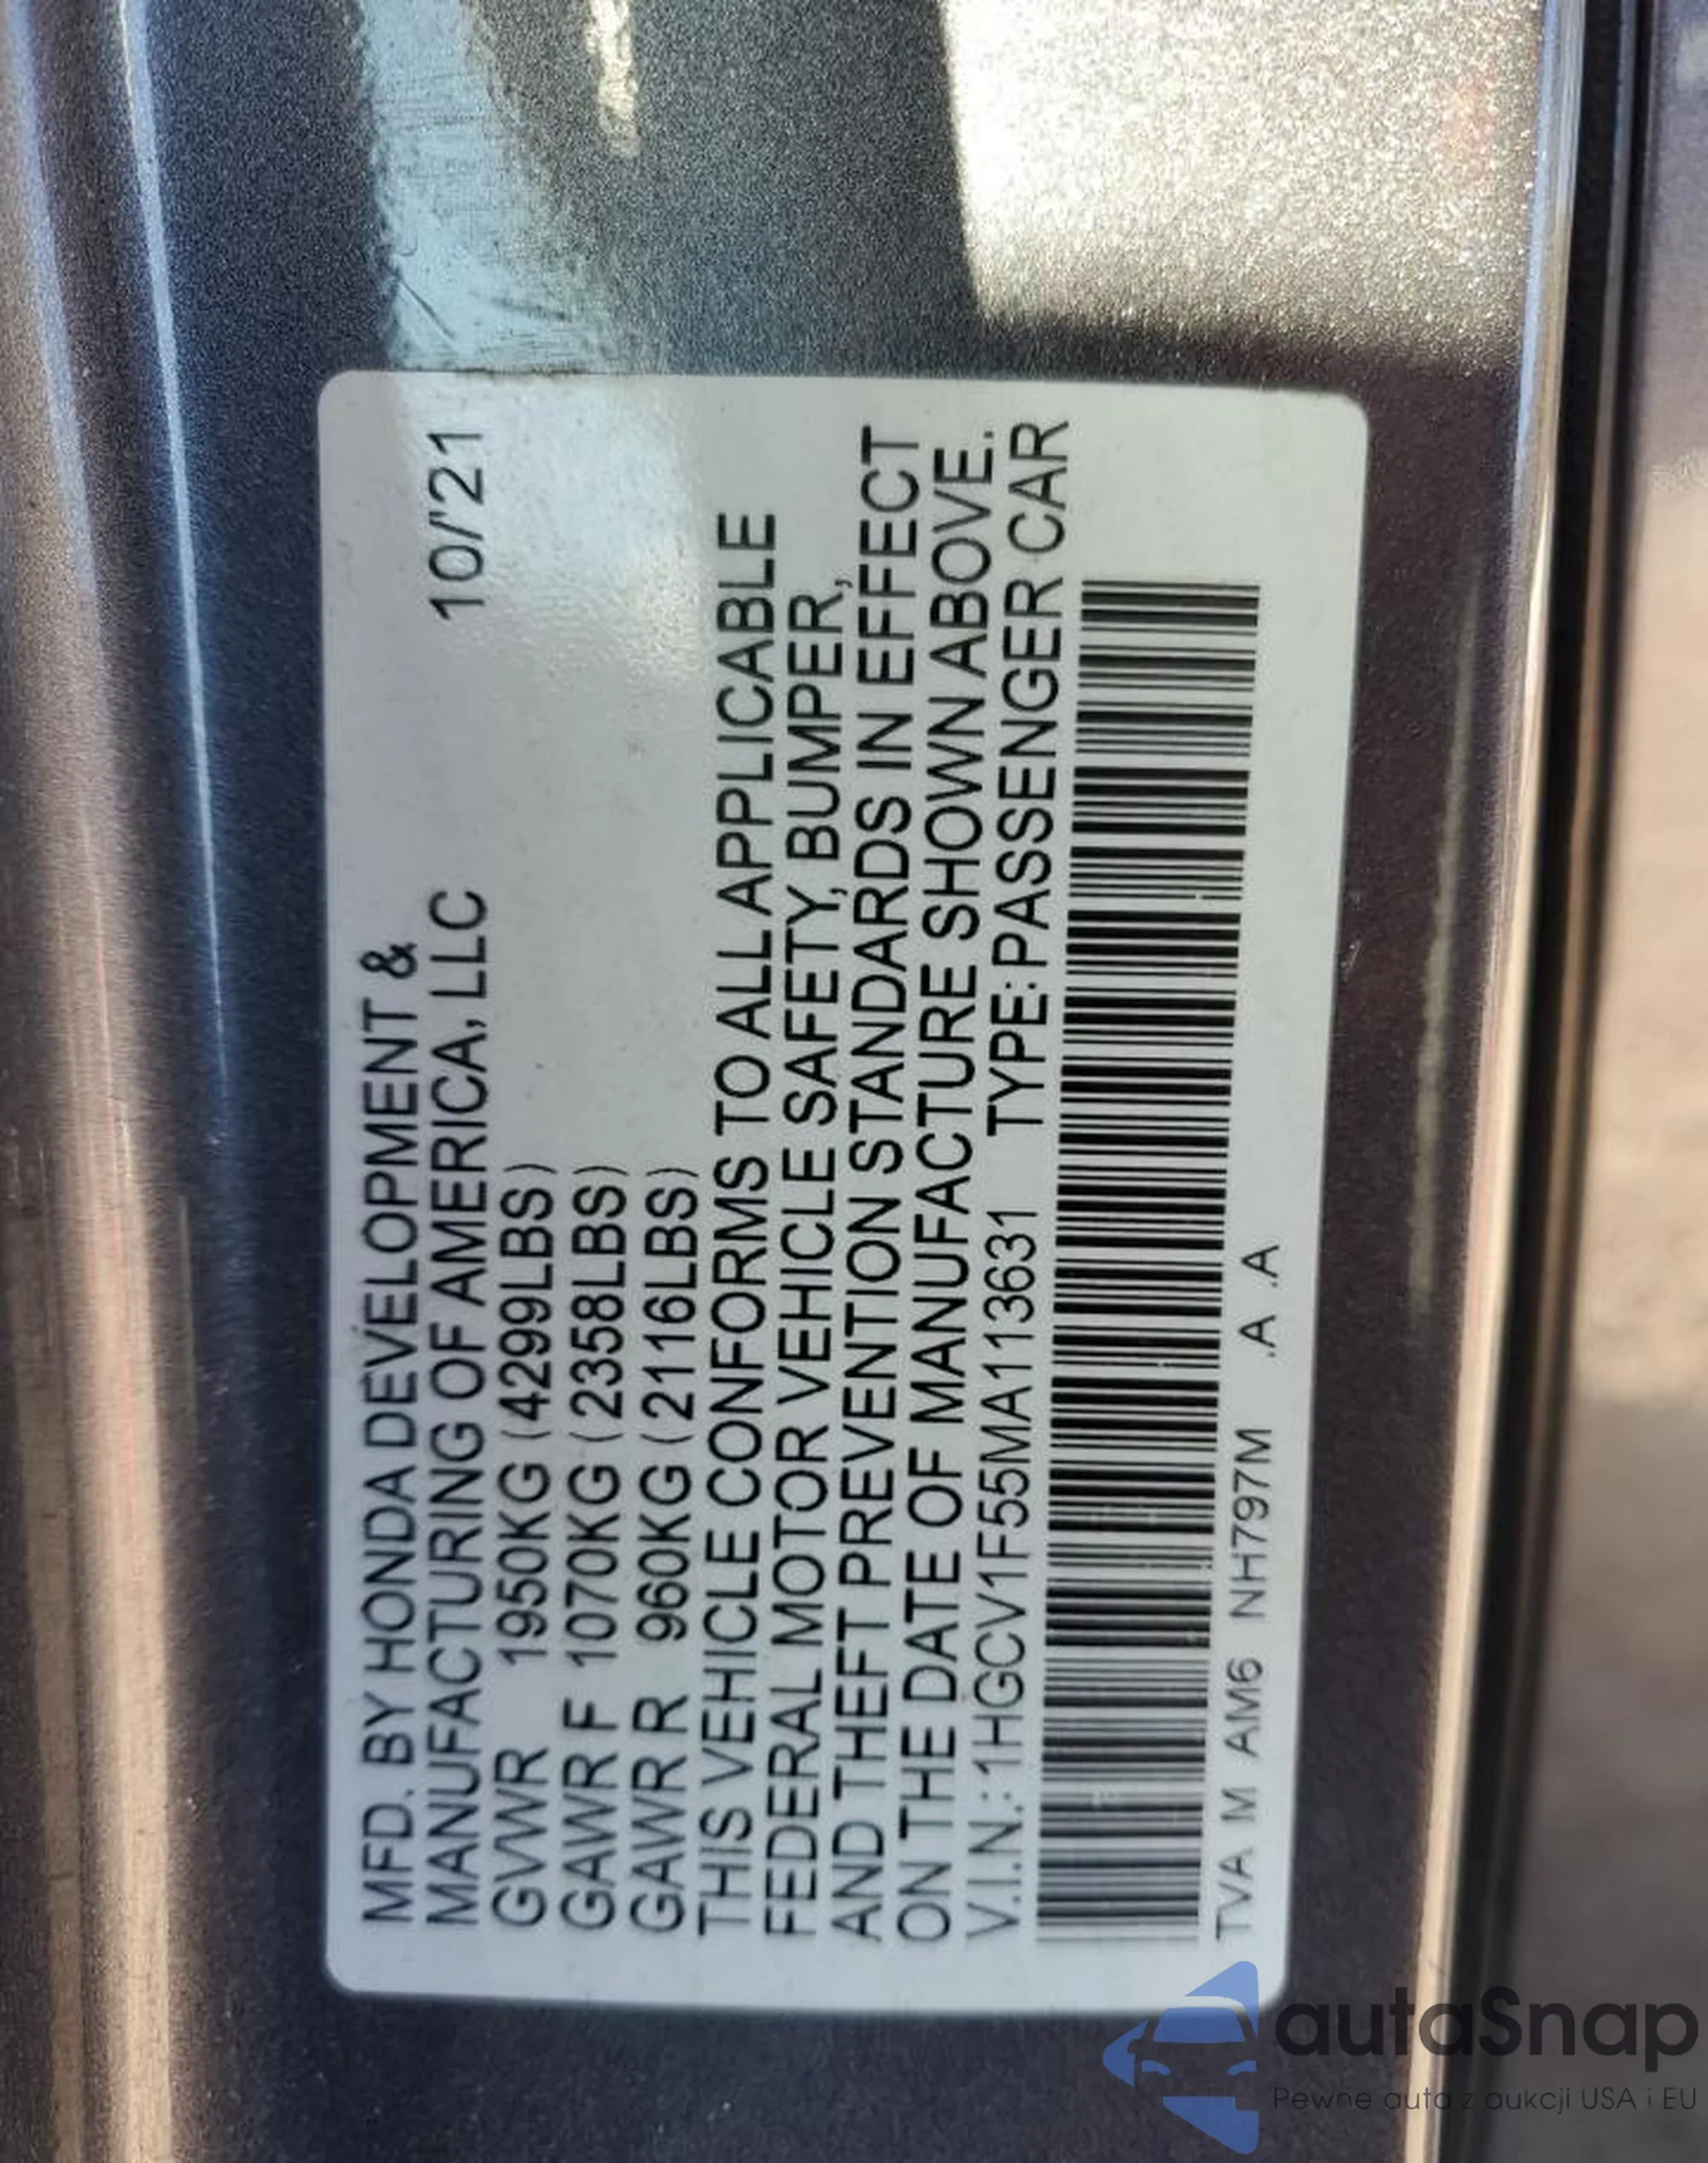 MFD. BY HONDA DEVELOPMENT &
MANUFACTURING OF AMERICA, LLC 10/'21
GVWR 1950KG (4299LBS)
GAWR F 1070KG (2358LBS)
GAWR R 960KG (2116LBS)
THIS VEHICLE CONFORMS TO ALL APPLICABLE
FEDERAL MOTOR VEHICLE SAFETY, BUMPER,
AND THEFT PREVENTION STANDARDS IN EFFECT
ON THE DATE OF MANUFACTURE SHOWN ABOVE.
V.I.N.: 1HGCV1F55MA113631 TYPE: PASSENGER CAR
TVA M AM6 NH797M .A .A
autaSnap
Pewne auta z aukcji USA i EU